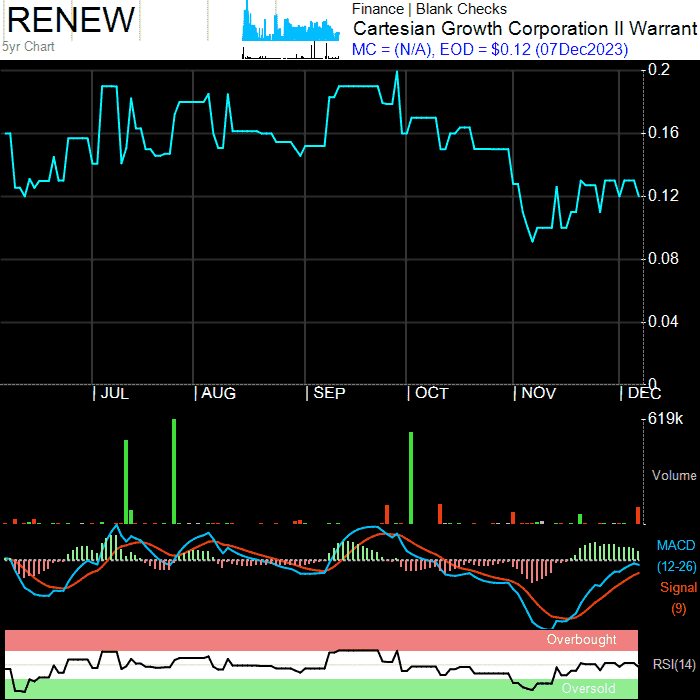 RENEW
5yr Chart
Finance | Blank Checks
Cartesian Growth Corporation II Warrant
MC = (N/A), EOD = $0.12 (07Dec2023)
0.2
0.16
0.12
0.08
0.04
0
| JUL
| AUG
| SEP
| OCT
| NOV
| DEC
619k
Volume
MACD
(12-26)
Signal
(9)
Overbought
RSI(14)
Oversold